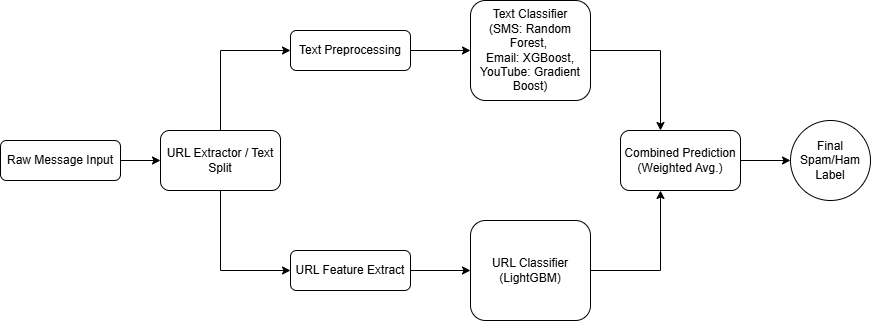 Raw Message Input
URL Extractor / Text
Split
Text Preprocessing
Text Classifier
(SMS: Random
Forest,
Email: XGBoost,
YouTube: Gradient
Boost)
URL Feature Extract
URL Classifier
(LightGBM)
Combined Prediction
(Weighted Avg.)
Final
Spam/Ham
Label